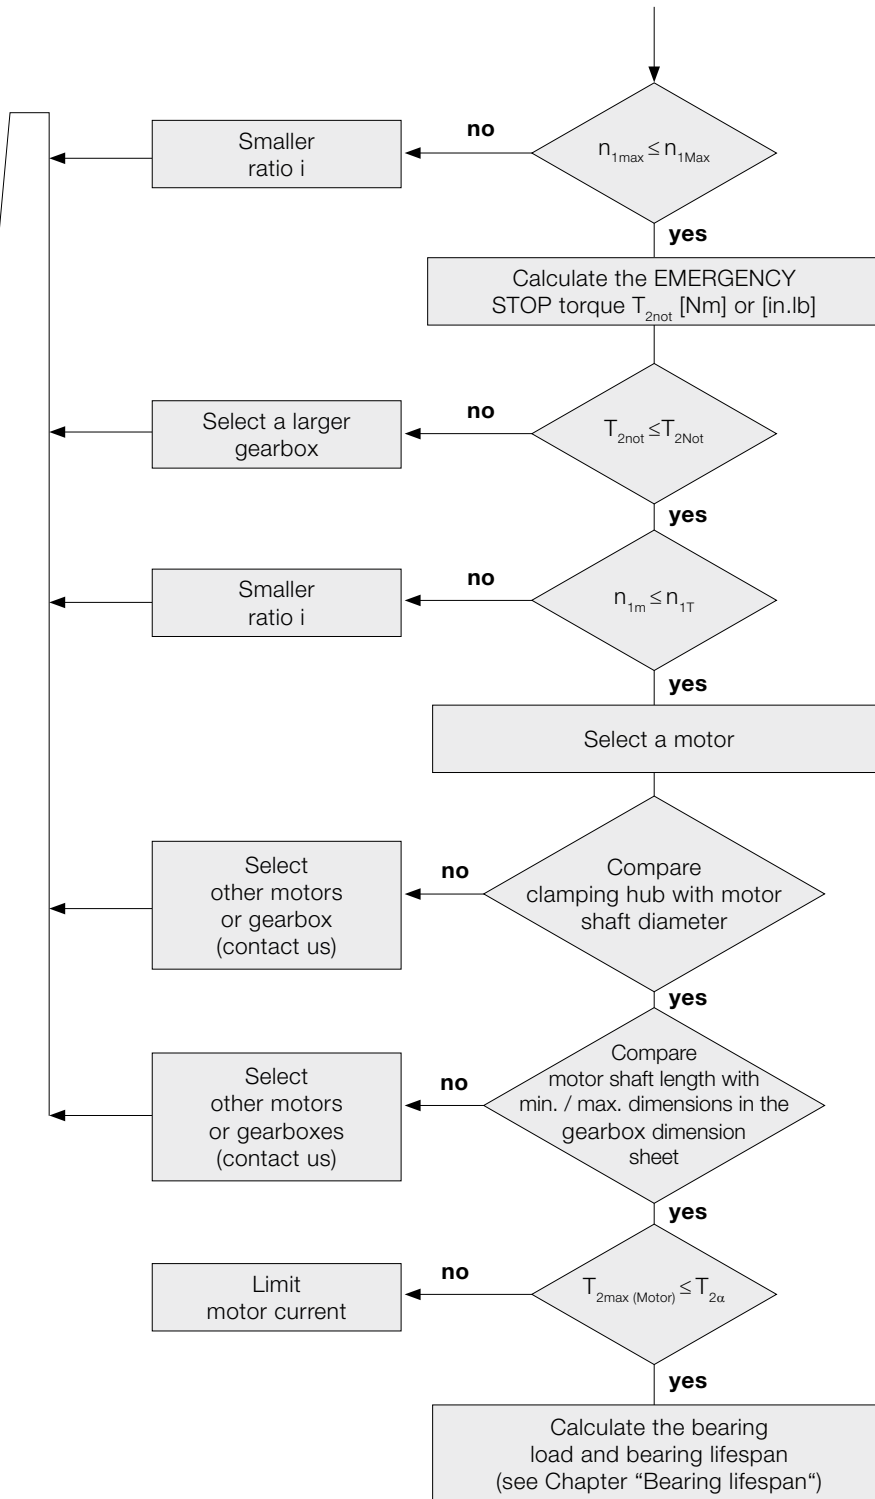 n1max ≤ n1Max
no
Smaller
ratio i
yes
Calculate the EMERGENCY
STOP torque T2not [Nm] or [in.lb]
T2not ≤ T2Not
no
Select a larger
gearbox
yes
n1m ≤ n1T
no
Smaller
ratio i
yes
Select a motor
Compare
clamping hub with motor
shaft diameter
no
Select
other motors
or gearbox
(contact us)
yes
Compare
motor shaft length with
min. / max. dimensions in the
gearbox dimension
sheet
no
Select
other motors
or gearboxes
(contact us)
yes
T2max (Motor) ≤ T2α
no
Limit
motor current
yes
Calculate the bearing
load and bearing lifespan
(see Chapter “Bearing lifespan“)